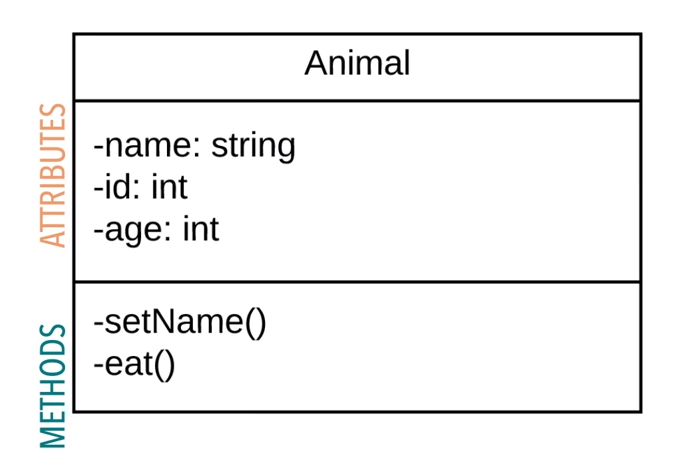 Animal
ATTRIBUTES
-name: string
-id: int
-age: int
METHODS
-setName()
-eat()